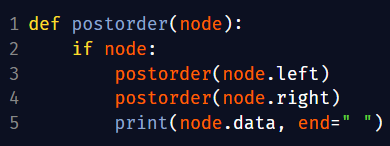 1 def postorder(node):
2     if node:
3         postorder(node.left)
4         postorder(node.right)
5         print(node.data, end=" ")